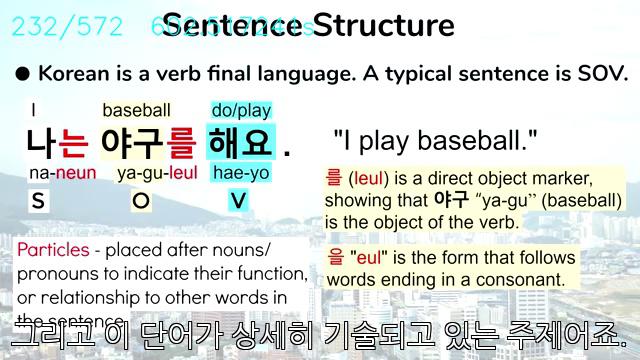 232/572
Sentence Structure
● Korean is a verb final language. A typical sentence is SOV.
I baseball do/play
나는 야구를 해요 .
na-neun ya-gu-leul hae-yo
S O V
"I play baseball."
를 (leul) is a direct object marker,
showing that 야구 “ya-gu” (baseball)
is the object of the verb.
을 "eul" is the form that follows
words ending in a consonant.
Particles - placed after nouns/
pronouns to indicate their function,
or relationship to other words in
the sentence
그리고 이 단어가 상세히 기술되고 있는 주제어죠.